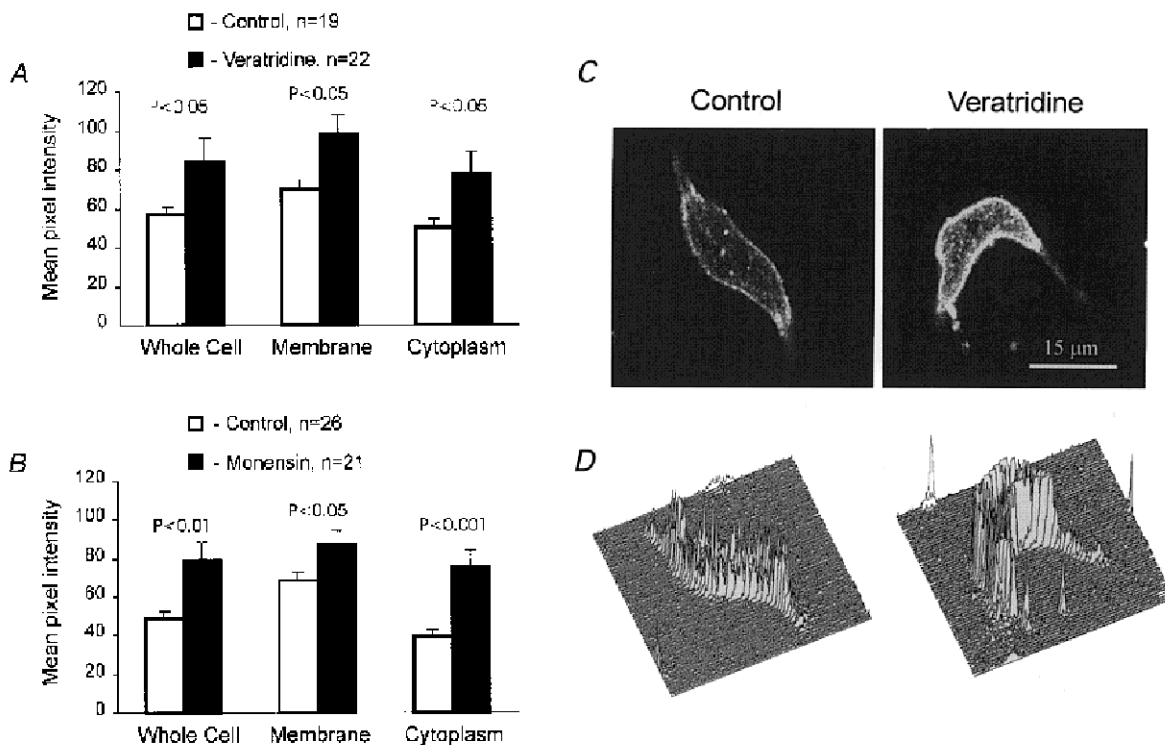 - Control, n=19
- Veratridine, n=22
A
Mean pixel intensity
120
100
80
60
40
20
0
P<0.05
P<0.05
P<0.05
Whole Cell
Membrane
Cytoplasm
- Control, n=26
- Monensin, n=21
B
Mean pixel intensity
120
100
80
60
40
20
0
P<0.01
P<0.05
P<0.001
Whole Cell
Membrane
Cytoplasm
C
Control
Veratridine
15 µm
D